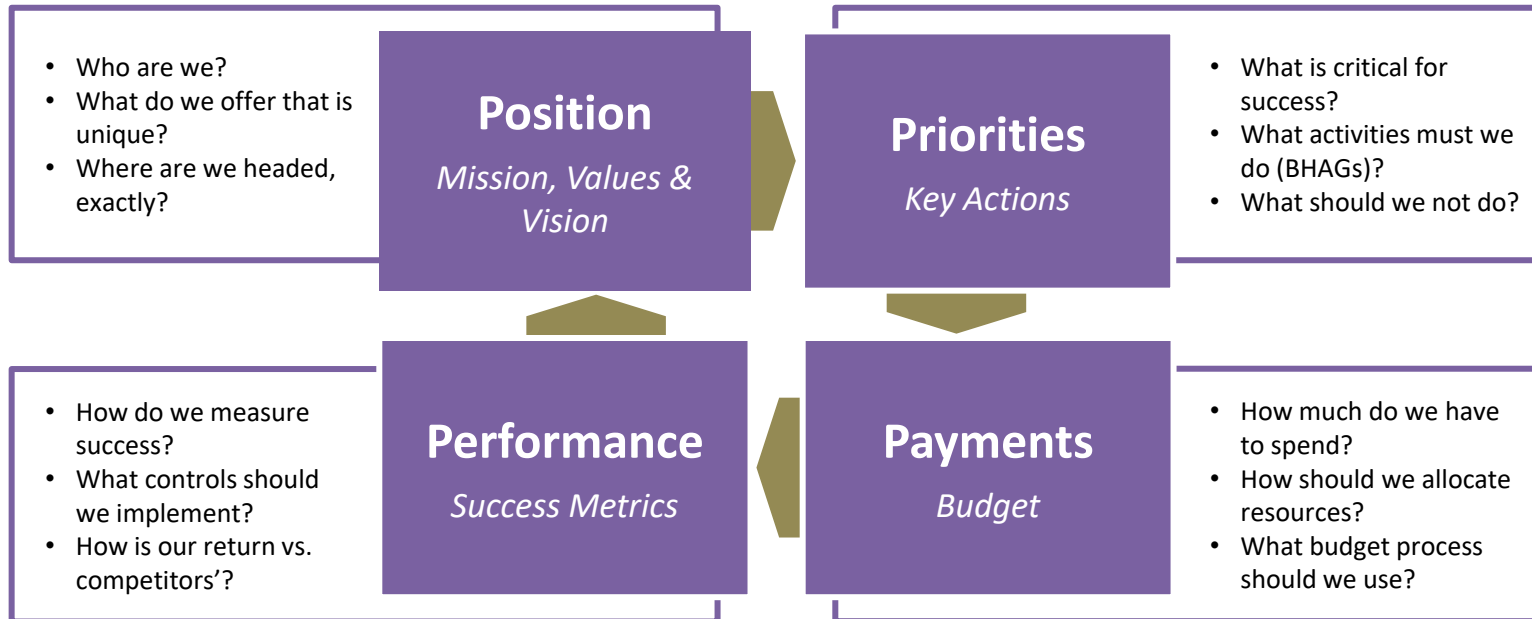 • Who are we?
• What do we offer that is
unique?
• Where are we headed,
exactly?
Position
Mission, Values &
Vision
Priorities
Key Actions
• What is critical for
success?
• What activities must we
do (BHAGs)?
• What should we not do?
• How do we measure
success?
• What controls should
we implement?
• How is our return vs.
competitors’?
Performance
Success Metrics
Payments
Budget
• How much do we have
to spend?
• How should we allocate
resources?
• What budget process
should we use?